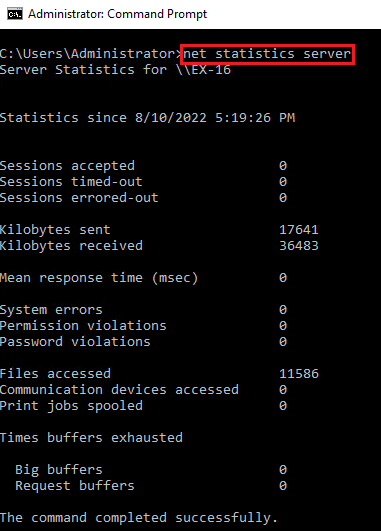 Administrator: Command Prompt
C:\Users\Administrator>net statistics server
Server Statistics for \\EX-16
Statistics since 8/10/2022 5:19:26 PM
Sessions accepted 0
Sessions timed-out 0
Sessions errored-out 0
Kilobytes sent 17641
Kilobytes received 36483
Mean response time (msec) 0
System errors 0
Permission violations 0
Password violations 0
Files accessed 11586
Communication devices accessed 0
Print jobs spooled 0
Times buffers exhausted
Big buffers 0
Request buffers 0
The command completed successfully.